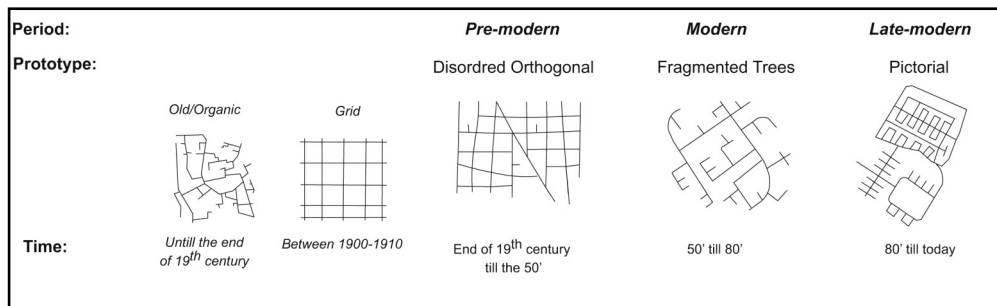 Period: Pre-modern Modern Late-modern
Prototype: Disordred Orthogonal Fragmented Trees Pictorial
Old/Organic Grid
Time: Untill the end of 19th century Between 1900-1910 End of 19th century till the 50' 50' till 80' 80' till today